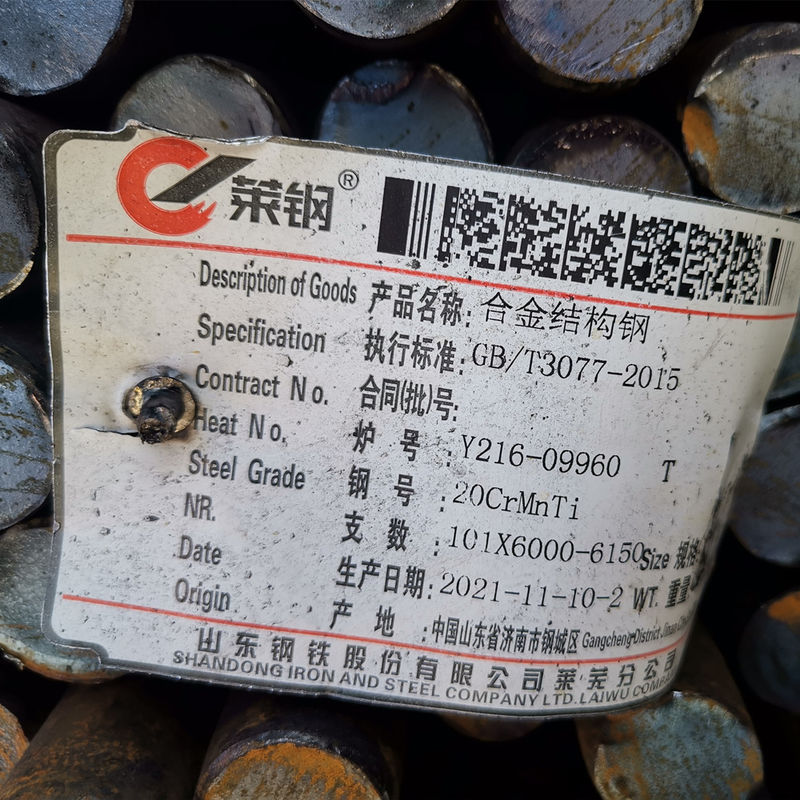 莱钢®
Description of Goods 产品名称: 合金结构钢
Specification 执行标准: GB/T3077-2015
Contract No. 合同(批)号:
Heat No. 炉号: Y216-09960 T
Steel Grade 钢号: 20CrMnTi
NR. 支数: 101X6000-6150 Size 规格
Date 生产日期: 2021-11-10-2 WT. 重量
Origin 产地: 中国山东省济南市钢城区 Gangcheng District Jinan
山东钢铁股份有限公司莱芜分公司
SHANDONG IRON AND STEEL COMPANY LTD. LAIWU COMPANY